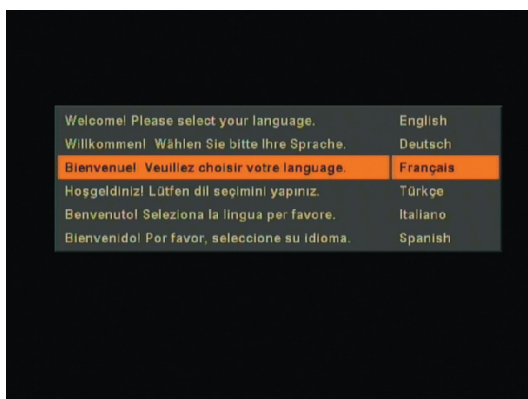 Welcome! Please select your language. English
Willkommen! Wählen Sie bitte Ihre Sprache. Deutsch
Bienvenue! Veuillez choisir votre language. Français
Hoşgeldiniz! Lütfen dil seçimini yapınız. Türkçe
Benvenuto! Seleziona la lingua per favore. Italiano
Bienvenido! Por favor, seleccione su idioma. Spanish